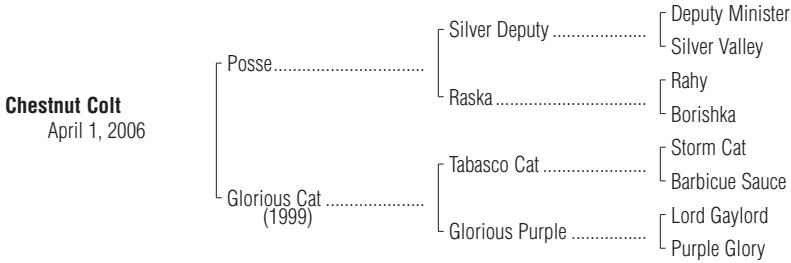 Chestnut Colt
April 1, 2006
Posse................................
Glorious Cat .....................
(1999)
Silver Deputy ....................
Raska ................................
Tabasco Cat ......................
Glorious Purple ................
Deputy Minister
Silver Valley
Rahy
Borishka
Storm Cat
Barbicue Sauce
Lord Gaylord
Purple Glory